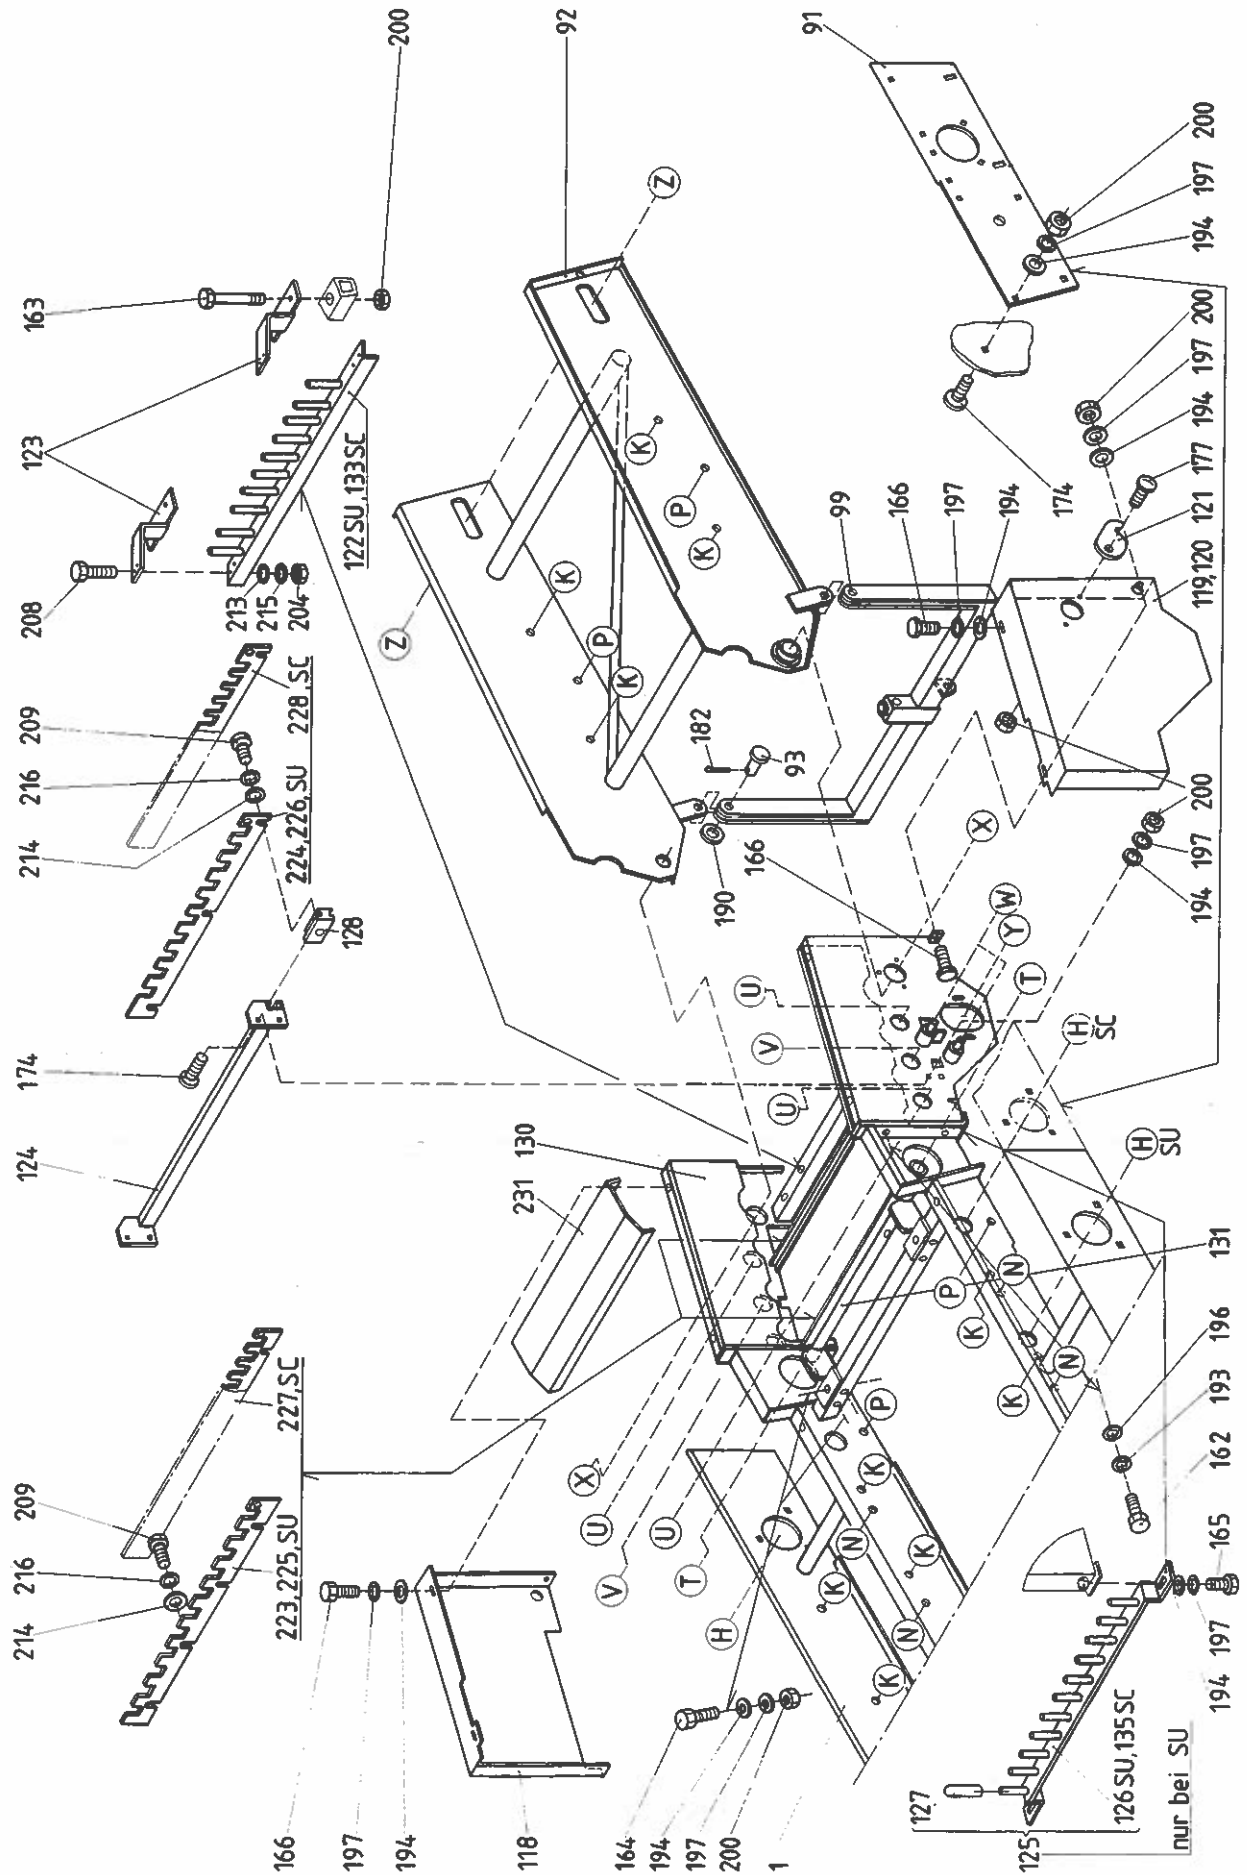 214
216
209
124
174
214
216
209
208
123
163
213
215
204
166
223,225,SU
227,SC
224,226,SU
228,SC
128
122 SU, 133 SC
197
200
194
Z
118
231
130
K
P
K
92
164
194
197
200
1
X
U
V
U
T
H
190
182
93
K
P
K
Z
U
V
U
166
X
W
Y
T
H
SC
K
N
K
N
K
P
K
P
N
K
N
K
H
SU
131
99
166
197
194
174
91
127
125
126 SU, 135 SC
nur bei SU
194
197
165
162
193
196
194
197
200
119,120
121
177
194
197
200
194
197
200